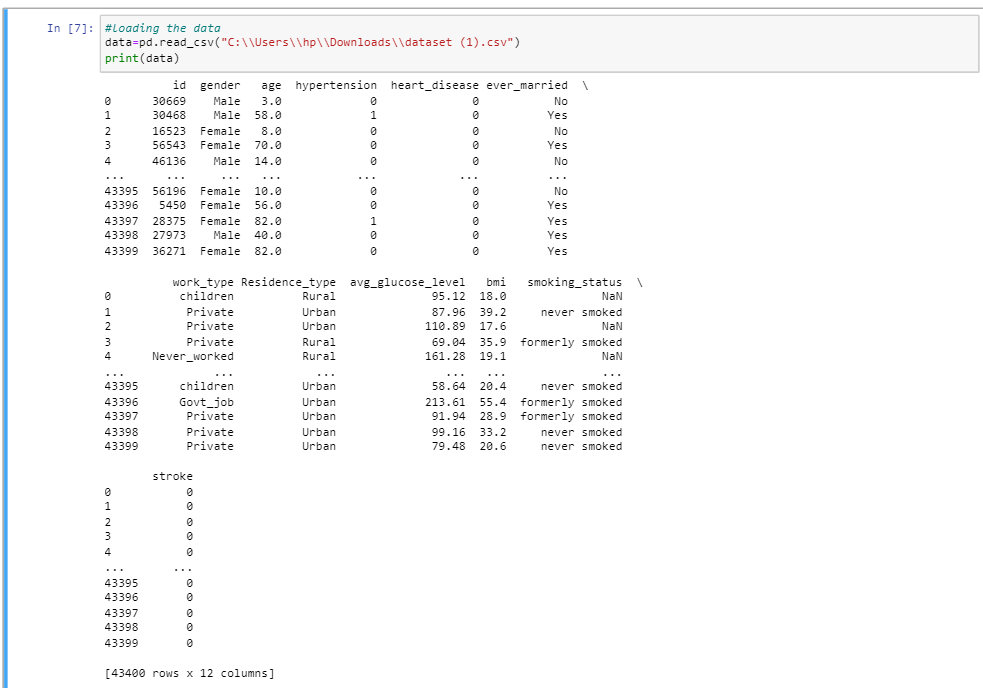 In [7]: #Loading the data
data=pd.read_csv("C:\\Users\\hp\\Downloads\\dataset (1).csv")
print(data)
id gender age hypertension heart_disease ever_married \
0 30669 Male 3.0 0 0 No
1 30468 Male 58.0 1 0 Yes
2 16523 Female 8.0 0 0 No
3 56543 Female 70.0 0 0 Yes
4 46136 Male 14.0 0 0 No
... ... ... ... ... ... ...
43395 56196 Female 10.0 0 0 No
43396 5450 Female 56.0 0 0 Yes
43397 28375 Female 82.0 1 0 Yes
43398 27973 Male 40.0 0 0 Yes
43399 36271 Female 82.0 0 0 Yes
work_type Residence_type avg_glucose_level bmi smoking_status \
0 children Rural 95.12 18.0 NaN
1 Private Urban 87.96 39.2 never smoked
2 Private Urban 110.89 17.6 NaN
3 Private Rural 69.04 35.9 formerly smoked
4 Never_worked Rural 161.28 19.1 NaN
... ... ... ... ... ...
43395 children Urban 58.64 20.4 never smoked
43396 Govt_job Urban 213.61 55.4 formerly smoked
43397 Private Urban 91.94 28.9 formerly smoked
43398 Private Urban 99.16 33.2 never smoked
43399 Private Urban 79.48 20.6 never smoked
stroke
0 0
1 0
2 0
3 0
4 0
... ...
43395 0
43396 0
43397 0
43398 0
43399 0
[43400 rows x 12 columns]